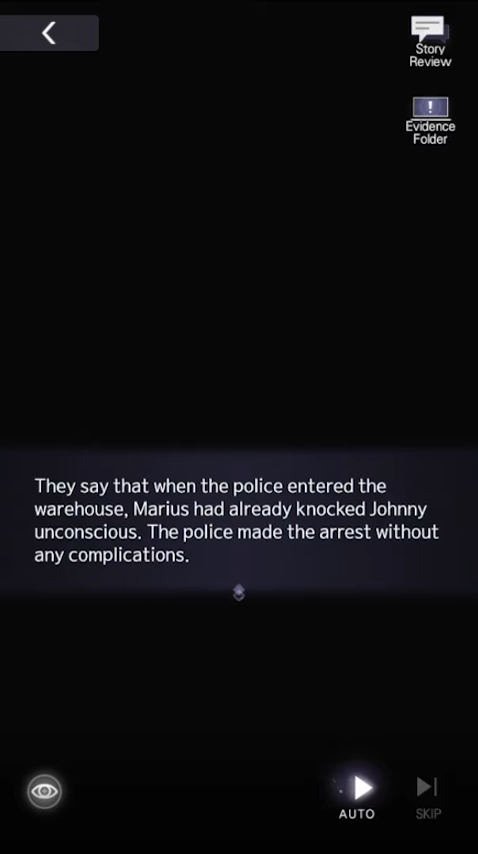 Story
Review
!
Evidence
Folder
They say that when the police entered the
warehouse, Marius had already knocked Johnny
unconscious. The police made the arrest without
any complications.
AUTO
SKIP